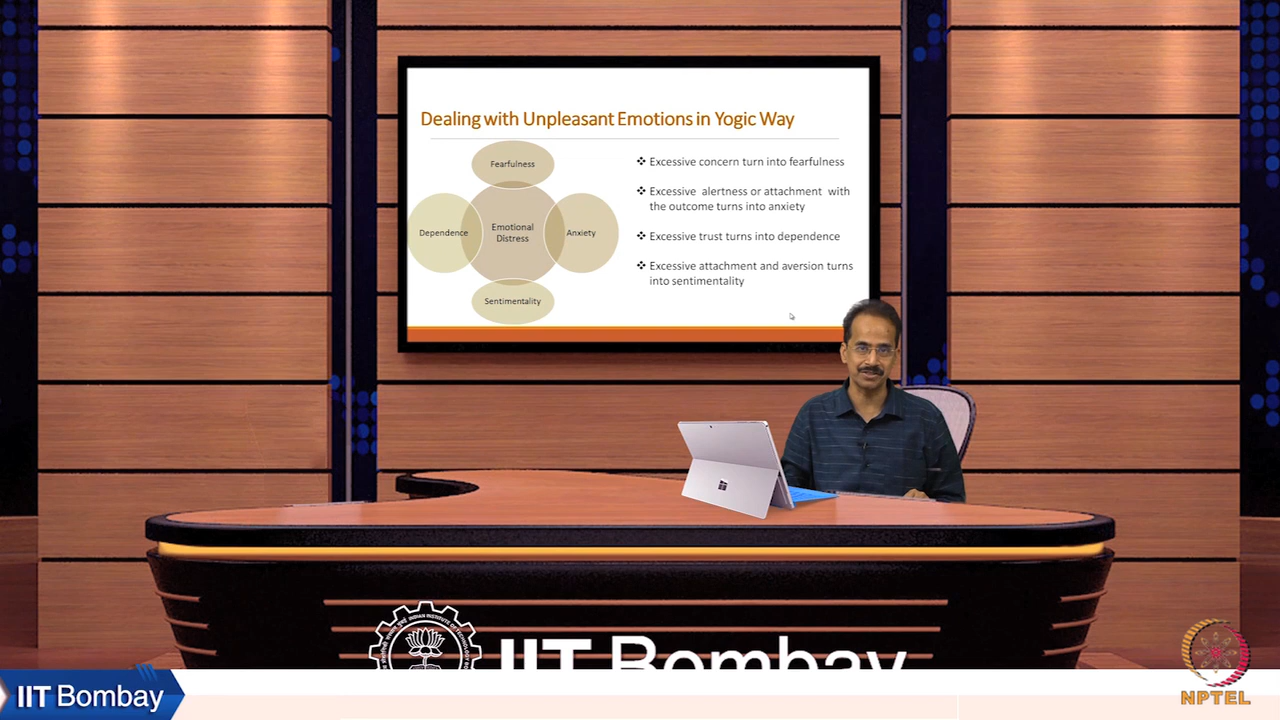 Dealing with Unpleasant Emotions in Yogic Way
Fearfulness
Dependence
Emotional
Distress
Anxiety
Sentimentality
❖ Excessive concern turn into fearfulness
❖ Excessive alertness or attachment with
the outcome turns into anxiety
❖ Excessive trust turns into dependence
❖ Excessive attachment and aversion turns
into sentimentality
IIT Bombay
IIT Bombay
NPTEL